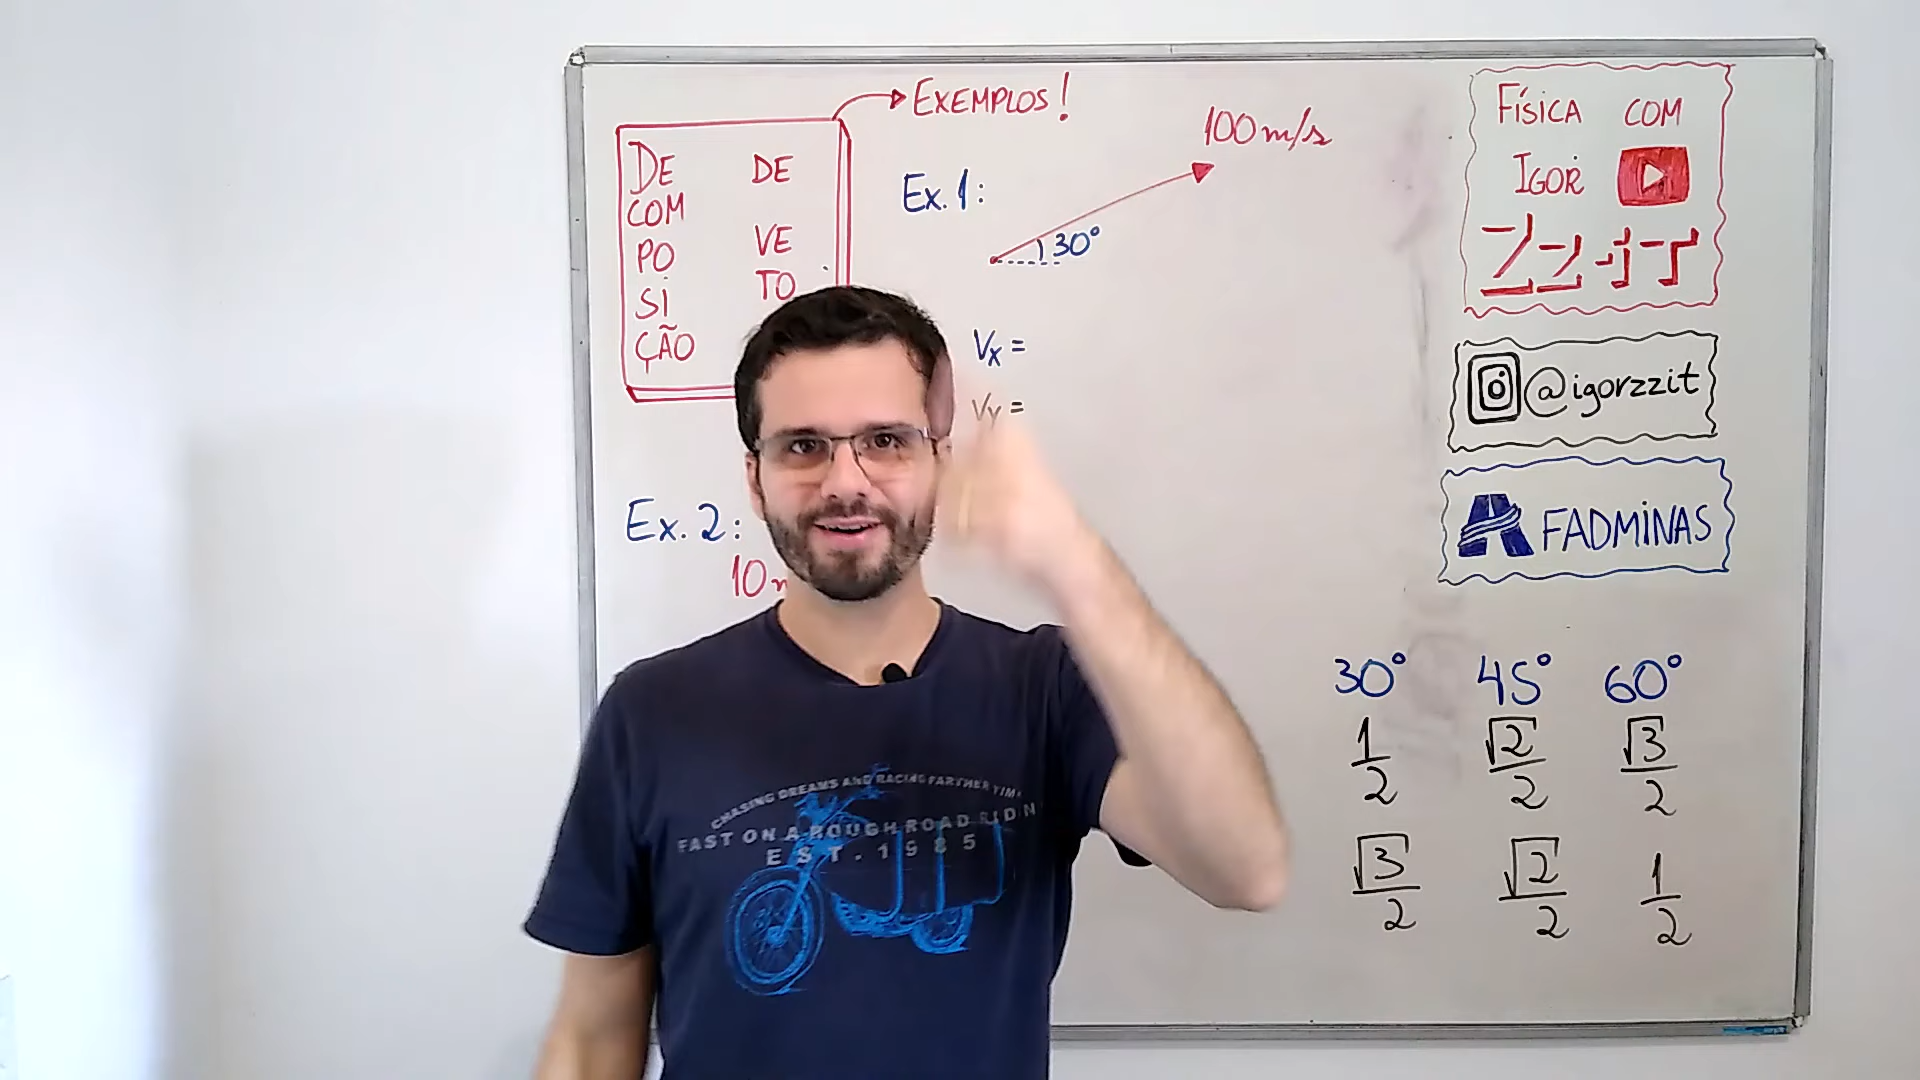 EXEMPLOS!
DE DE
COM
PO VE
SI TO
ÇÃO
Ex. 1:
100 m/s
30°
Vx =
Vy =
Ex. 2:
FÍSICA COM
IGOR
ZZIT
@igorzzit
FADMINAS
30° 45° 60°
1/2 √2/2 √3/2
√3/2 √2/2 1/2
CHASING DREAMS AND RACING FARTHER
FAST ON A ROUGH ROAD
EST. 1985